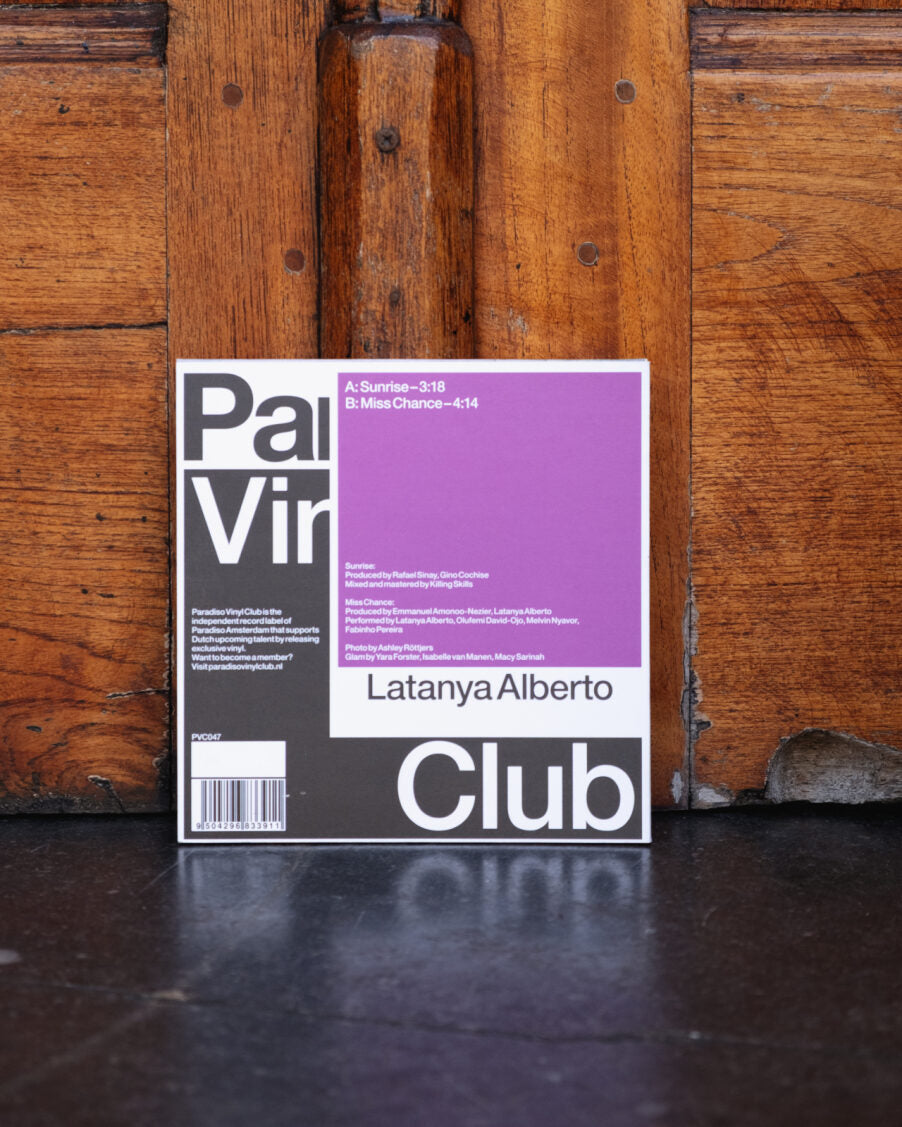 Par
Vin
A: Sunrise – 3:18
B: Miss Chance – 4:14
Sunrise:
Produced by Rafael Sinay, Gino Cochise
Mixed and mastered by Killing Skills
Miss Chance:
Produced by Emmanuel Amonoo-Nezier, Latanya Alberto
Performed by Latanya Alberto, Olufemi David-Ojo, Melvin Nyavor,
Fabinho Pereira
Photo by Ashley Röttjers
Glam by Yara Forster, Isabelle van Manen, Macy Sarinah
Paradiso Vinyl Club is the
independent record label of
Paradiso Amsterdam that supports
Dutch upcoming talent by releasing
exclusive vinyl.
Want to become a member?
Visit paradisovinylclub.nl
Latanya Alberto
PVC047
9 504296 833911
Club